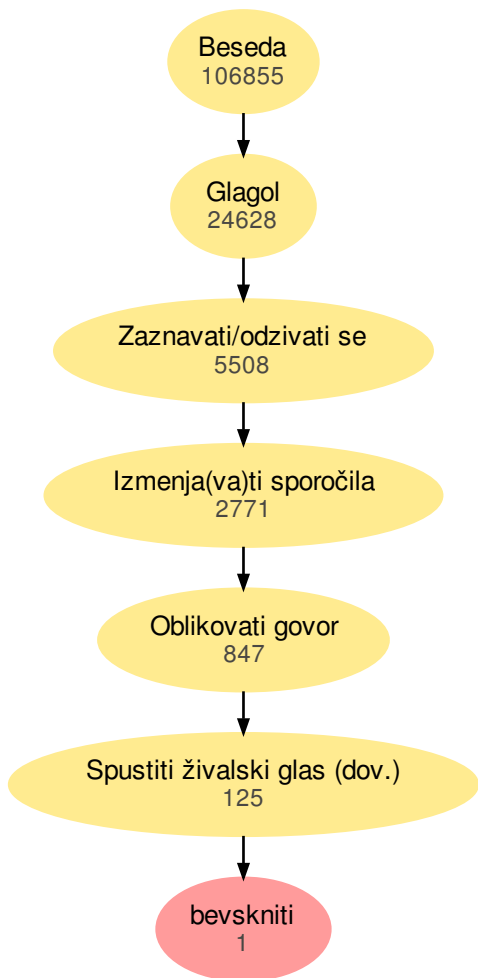 Beseda
106855
Glagol
24628
Zaznavati/odzivati se
5508
Izmenja(va)ti sporočila
2771
Oblikovati govor
847
Spustiti živalski glas (dov.)
125
bevskniti
1